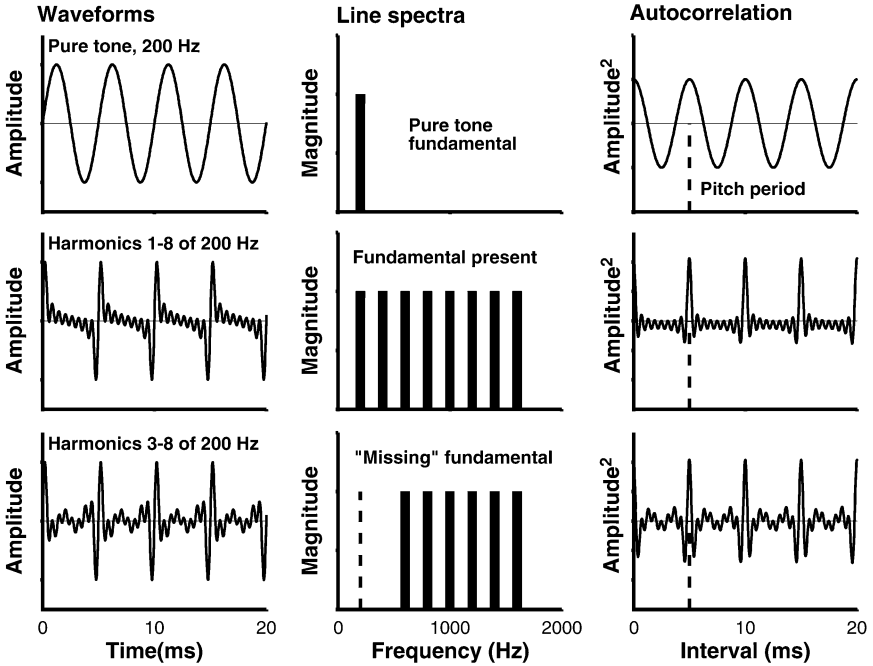 Waveforms
Line spectra
Autocorrelation
Pure tone, 200 Hz
Amplitude
Magnitude
Pure tone
fundamental
Amplitude²
Pitch period
Harmonics 1-8 of 200 Hz
Amplitude
Fundamental present
Magnitude
Amplitude²
Harmonics 3-8 of 200 Hz
Amplitude
"Missing" fundamental
Magnitude
Amplitude²
0 10 20
Time(ms)
0 1000 2000
Frequency (Hz)
0 10 20
Interval (ms)